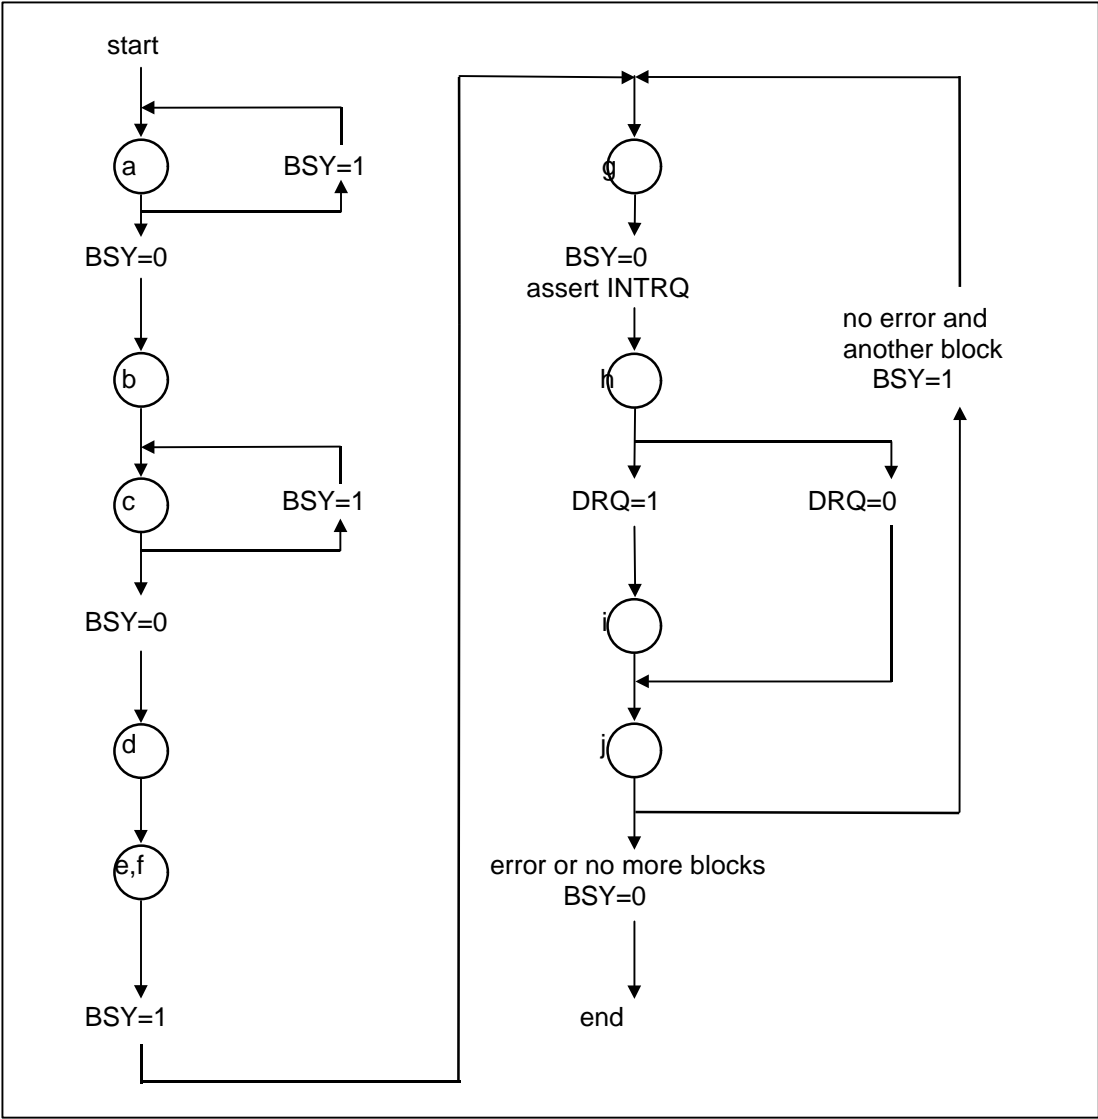 start
a
BSY=1
BSY=0
b
c
BSY=1
BSY=0
d
e,f
BSY=1
g
BSY=0
assert INTRQ
h
DRQ=1
DRQ=0
i
j
no error and
another block
BSY=1
error or no more blocks
BSY=0
end